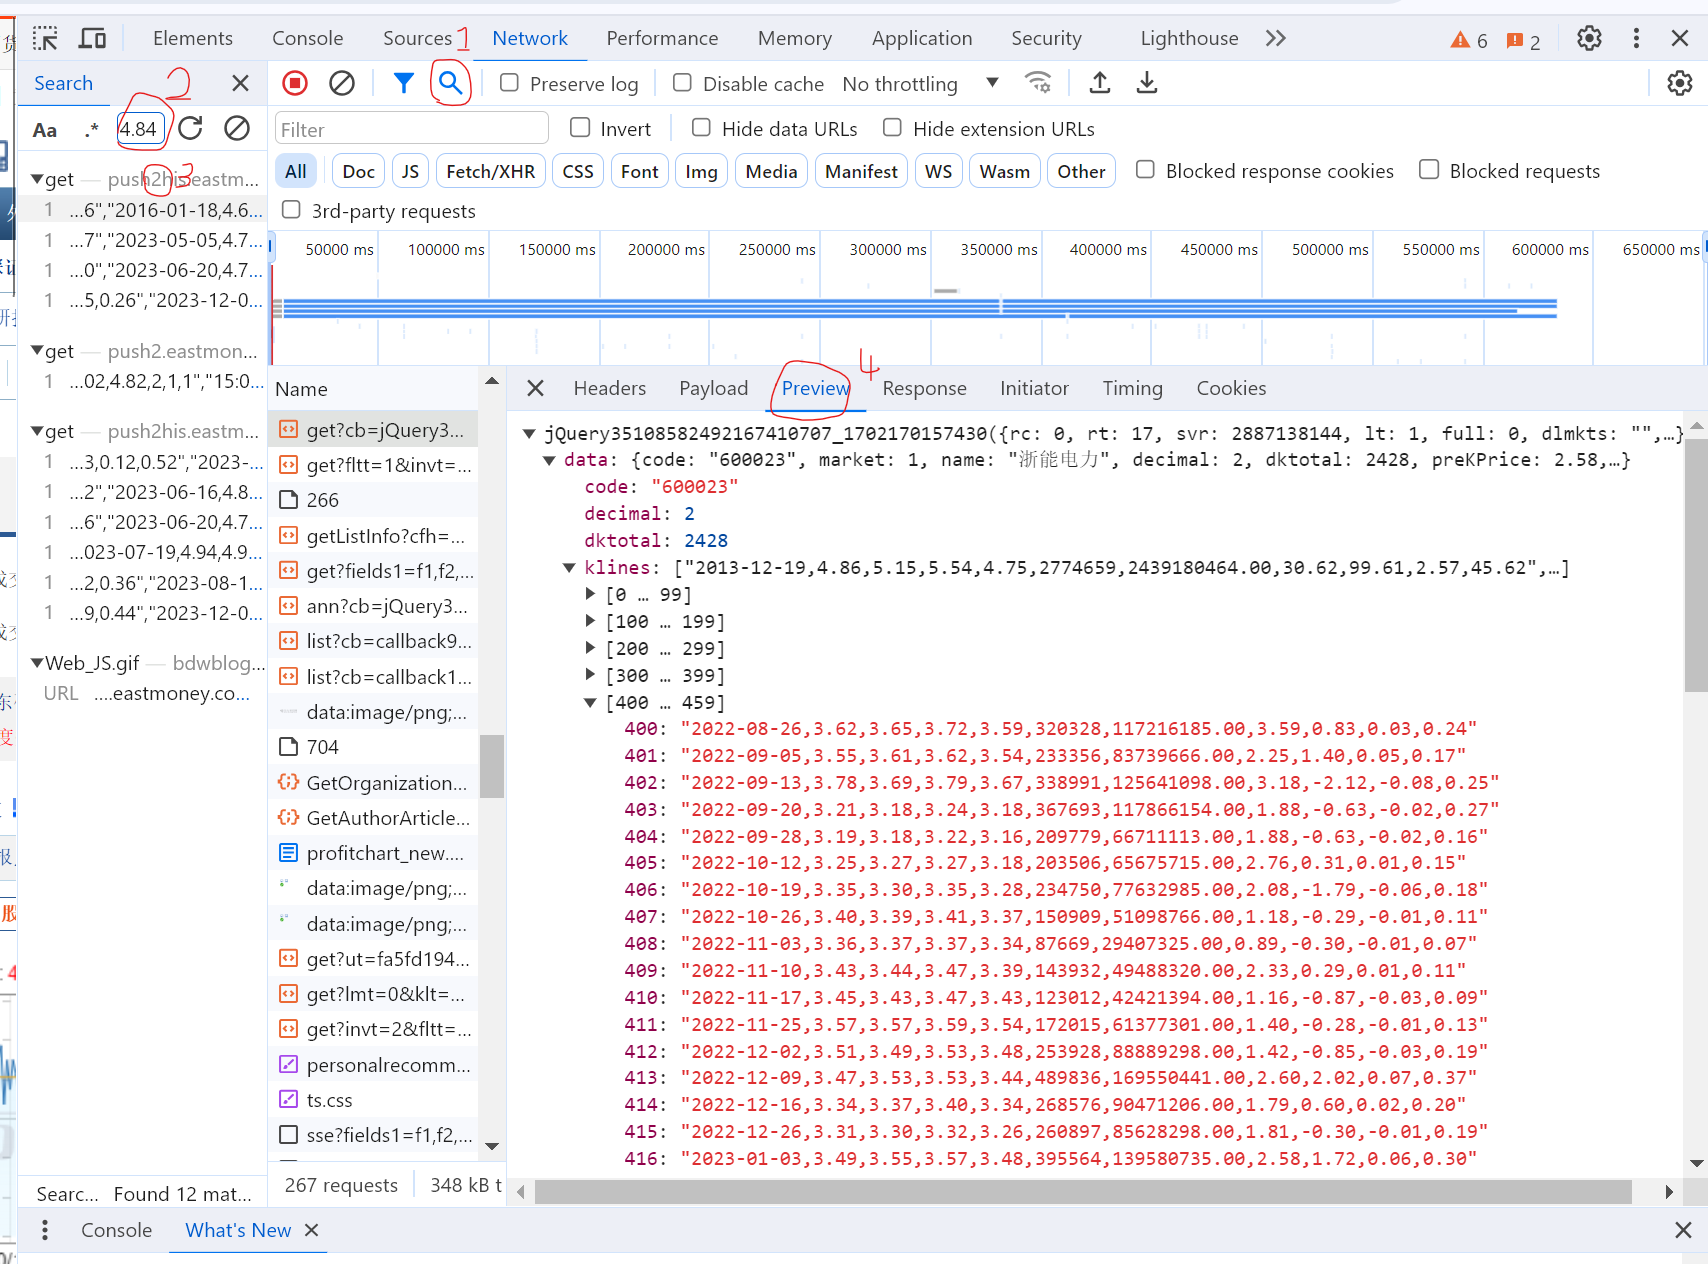 Elements Console Sources 1 Network Performance Memory Application Security Lighthouse 6 2
Search 2 Preserve log Disable cache No throttling
Aa .* 4.84 Filter Invert Hide data URLs Hide extension URLs
All Doc JS Fetch/XHR CSS Font Img Media Manifest WS Wasm Other Blocked response cookies Blocked requests
3rd-party requests
50000 ms 100000 ms 150000 ms 200000 ms 250000 ms 300000 ms 350000 ms 400000 ms 450000 ms 500000 ms 550000 ms 600000 ms 650000 ms
get — push2his.eastm... 3
1 ...6","2016-01-18,4.6...
1 ...7","2023-05-05,4.7...
1 ...0","2023-06-20,4.7...
1 ...5,0.26","2023-12-0...
get — push2.eastmon...
1 ...02,4.82,2,1,1","15:0...
get — push2his.eastm...
1 ...3,0.12,0.52","2023-...
1 ...2","2023-06-16,4.8...
1 ...6","2023-06-20,4.7...
1 ...023-07-19,4.94,4.9...
1 ...2,0.36","2023-08-1...
1 ...9,0.44","2023-12-0...
Web_JS.gif — bdwblog...
URL ....eastmoney.co...
Searc... Found 12 mat...
Name
get?cb=jQuery3...
get?fltt=1&invt=...
266
getListInfo?cfh=...
get?fields1=f1,f2,...
ann?cb=jQuery3...
list?cb=callback9...
list?cb=callback1...
data:image/png;...
704
GetOrganization...
GetAuthorArticle...
profitchart_new....
data:image/png;...
data:image/png;...
get?ut=fa5fd194...
get?lmt=0&klt=...
get?invt=2&fltt=...
personalrecomm...
ts.css
sse?fields1=f1,f2,...
267 requests 348 kB t
Headers Payload Preview 4 Response Initiator Timing Cookies
jQuery35108582492167410707_1702170157430({rc: 0, rt: 17, svr: 2887138144, lt: 1, full: 0, dlmkts: "",…}
data: {code: "600023", market: 1, name: "浙能电力", decimal: 2, dktotal: 2428, preKPrice: 2.58,…}
code: "600023"
decimal: 2
dktotal: 2428
klines: ["2013-12-19,4.86,5.15,5.54,4.75,2774659,2439180464.00,30.62,99.61,2.57,45.62",…]
[0 … 99]
[100 … 199]
[200 … 299]
[300 … 399]
[400 … 459]
400: "2022-08-26,3.62,3.65,3.72,3.59,320328,117216185.00,3.59,0.83,0.03,0.24"
401: "2022-09-05,3.55,3.61,3.62,3.54,233356,83739666.00,2.25,1.40,0.05,0.17"
402: "2022-09-13,3.78,3.69,3.79,3.67,338991,125641098.00,3.18,-2.12,-0.08,0.25"
403: "2022-09-20,3.21,3.18,3.24,3.18,367693,117866154.00,1.88,-0.63,-0.02,0.27"
404: "2022-09-28,3.19,3.18,3.22,3.16,209779,66711113.00,1.88,-0.63,-0.02,0.16"
405: "2022-10-12,3.25,3.27,3.27,3.18,203506,65675715.00,2.76,0.31,0.01,0.15"
406: "2022-10-19,3.35,3.30,3.35,3.28,234750,77632985.00,2.08,-1.79,-0.06,0.18"
407: "2022-10-26,3.40,3.39,3.41,3.37,150909,51098766.00,1.18,-0.29,-0.01,0.11"
408: "2022-11-03,3.36,3.37,3.37,3.34,87669,29407325.00,0.89,-0.30,-0.01,0.07"
409: "2022-11-10,3.43,3.44,3.47,3.39,143932,49488320.00,2.33,0.29,0.01,0.11"
410: "2022-11-17,3.45,3.43,3.47,3.43,123012,42421394.00,1.16,-0.87,-0.03,0.09"
411: "2022-11-25,3.57,3.57,3.59,3.54,172015,61377301.00,1.40,-0.28,-0.01,0.13"
412: "2022-12-02,3.51,3.49,3.53,3.48,253928,88889298.00,1.42,-0.85,-0.03,0.19"
413: "2022-12-09,3.47,3.53,3.53,3.44,489836,169550441.00,2.60,2.02,0.07,0.37"
414: "2022-12-16,3.34,3.37,3.40,3.34,268576,90471206.00,1.79,0.60,0.02,0.20"
415: "2022-12-26,3.31,3.30,3.32,3.26,260897,85628298.00,1.81,-0.30,-0.01,0.19"
416: "2023-01-03,3.49,3.55,3.57,3.48,395564,139580735.00,2.58,1.72,0.06,0.30"
Console What's New